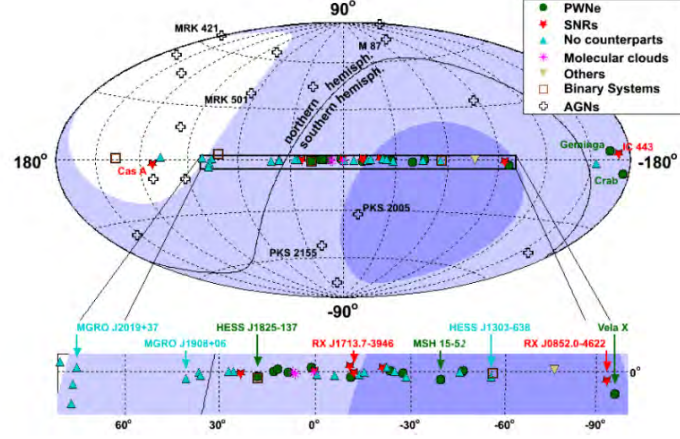 90°
MRK 421
M 87
MRK 501
northern hemisph.
southern hemisph.
PWNe
SNRs
No counterparts
Molecular clouds
Others
Binary Systems
AGNs
180°
-180°
Cas A
Geminga
IC 443
Crab
PKS 2005
PKS 2155
-90°
MGRO J2019+37
HESS J1825-137
HESS J1303-638
Vela X
MGRO J1908+06
RX J1713.7-3946
MSH 15-52
RX J0852.0-4622
0°
60°
30°
0°
-30°
-60°
-90°